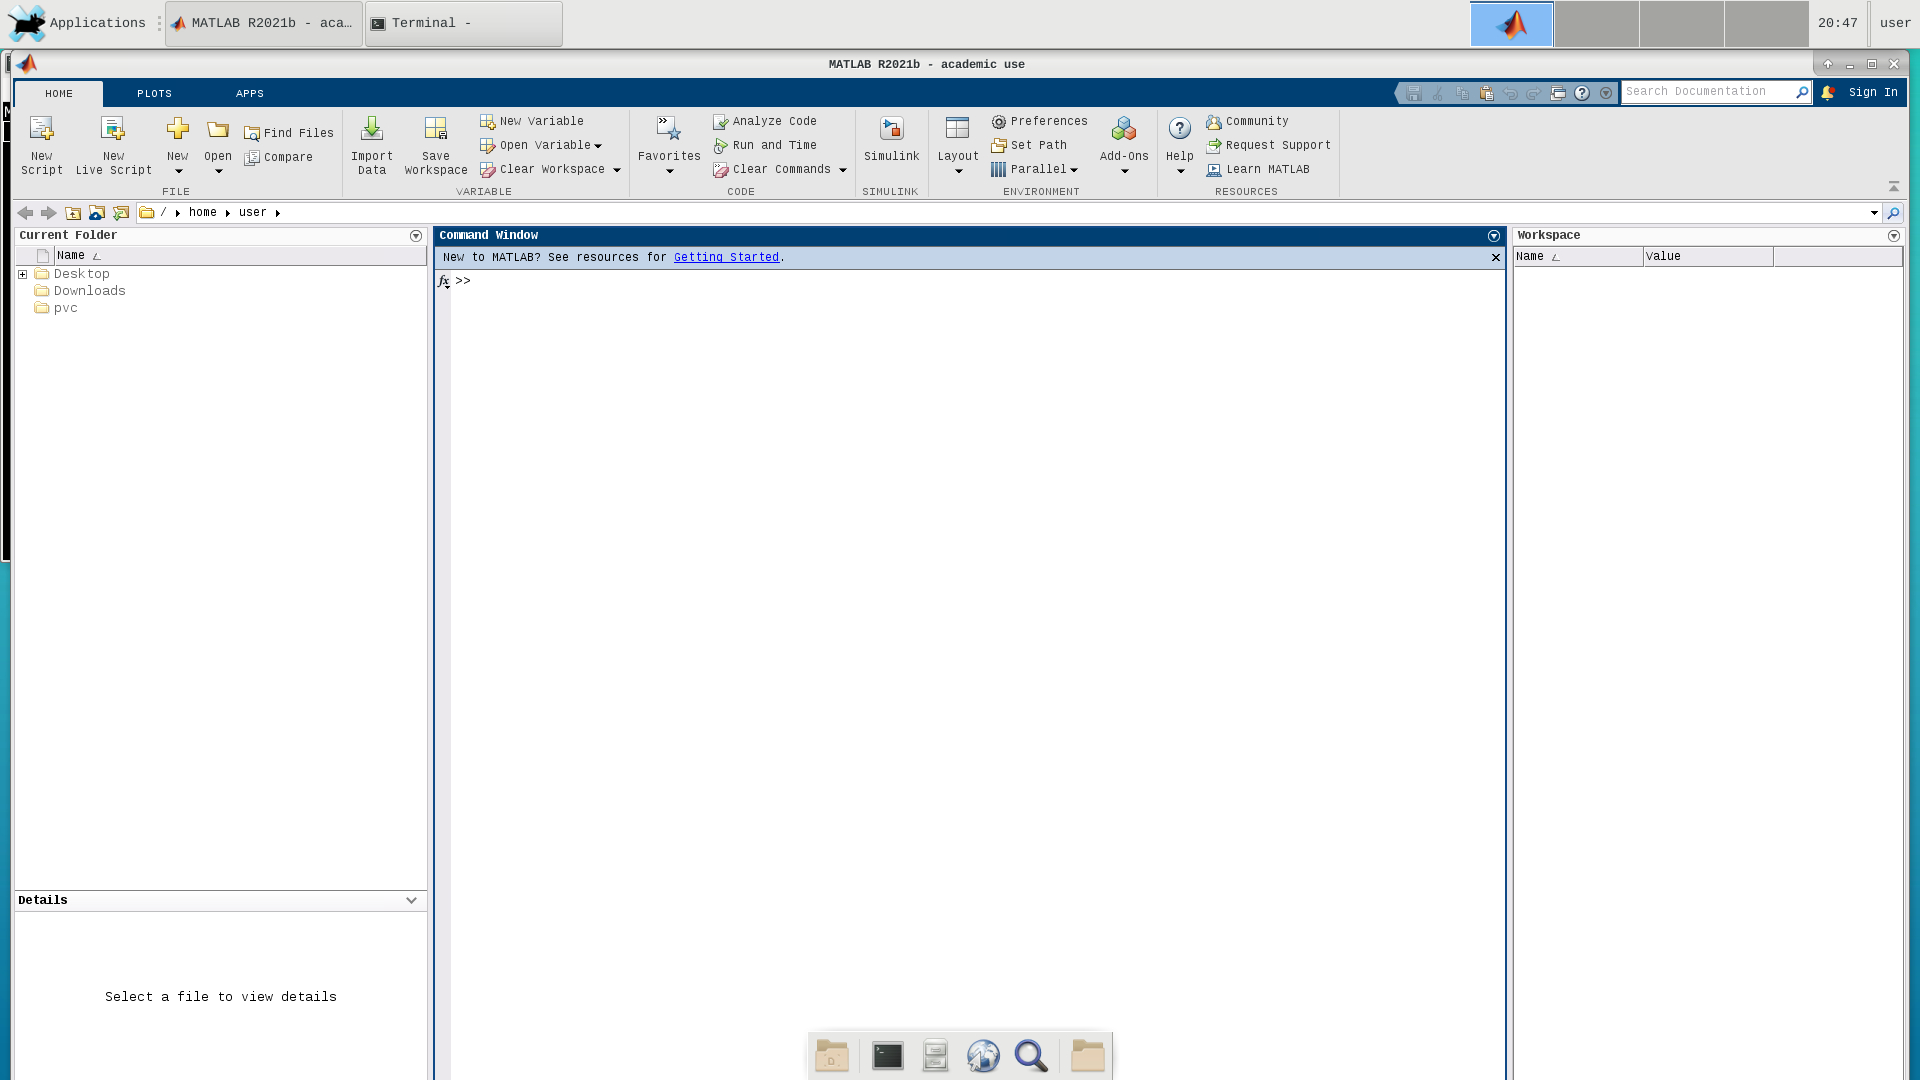 Applications
MATLAB R2021b - aca…
Terminal -
20:47
user
MATLAB R2021b - academic use
HOME
PLOTS
APPS
Search Documentation
Sign In
New Script
New Live Script
New
Open
Find Files
Compare
FILE
Import Data
Save Workspace
New Variable
Open Variable
Clear Workspace
VARIABLE
Favorites
Analyze Code
Run and Time
Clear Commands
CODE
Simulink
SIMULINK
Layout
Preferences
Set Path
Parallel
Add-Ons
ENVIRONMENT
Help
Community
Request Support
Learn MATLAB
RESOURCES
/ home user
Current Folder
Name
Desktop
Downloads
pvc
Details
Select a file to view details
Command Window
New to MATLAB? See resources for Getting Started.
fx >>
Workspace
Name
Value